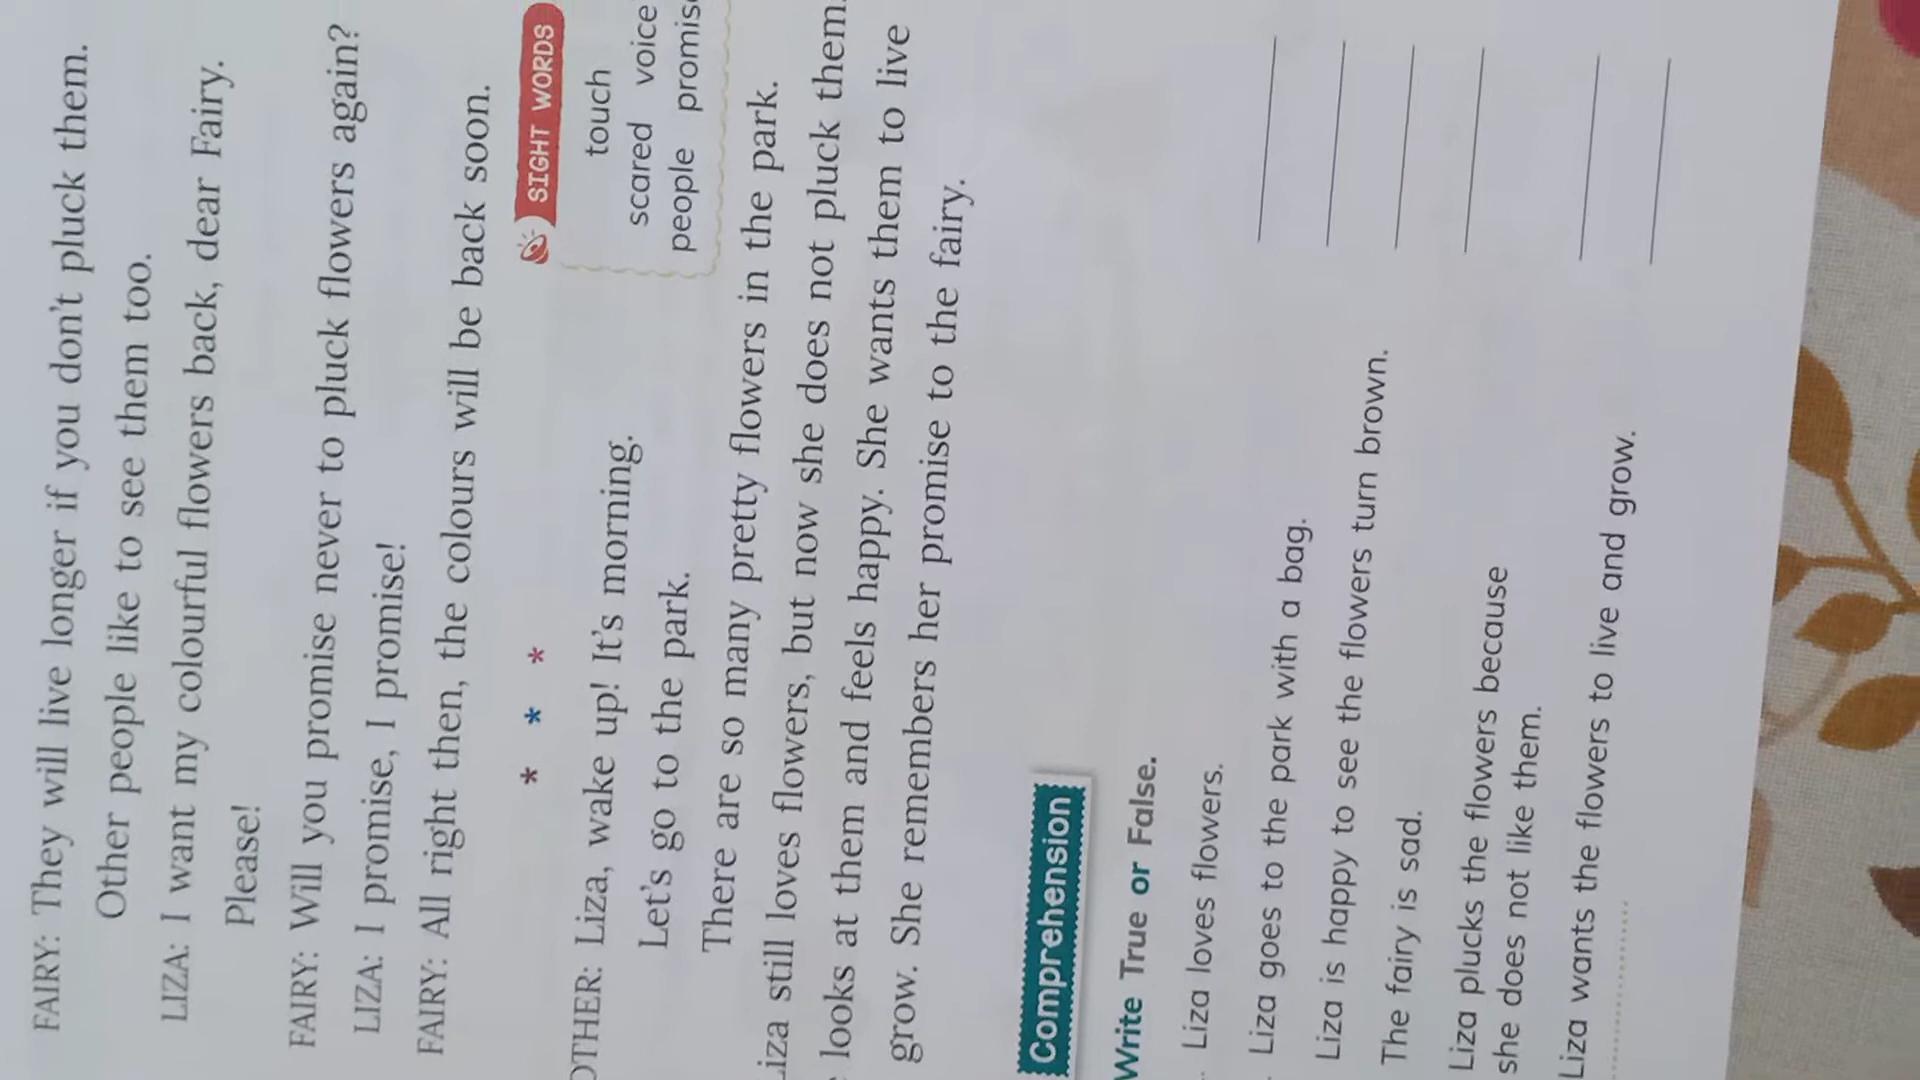 FAIRY: They will live longer if you don't pluck them.
Other people like to see them too.
LIZA: I want my colourful flowers back, dear Fairy.
Please!
FAIRY: Will you promise never to pluck flowers again?
LIZA: I promise, I promise!
FAIRY: All right then, the colours will be back soon.
* * *
OTHER: Liza, wake up! It's morning.
Let's go to the park.
There are so many pretty flowers in the park.
Liza still loves flowers, but now she does not pluck them.
looks at them and feels happy. She wants them to live
grow. She remembers her promise to the fairy.
SIGHT WORDS
touch
scared voice
people promis
Comprehension
Write True or False.
Liza loves flowers.
Liza goes to the park with a bag.
Liza is happy to see the flowers turn brown.
The fairy is sad.
Liza plucks the flowers because
she does not like them.
Liza wants the flowers to live and grow.